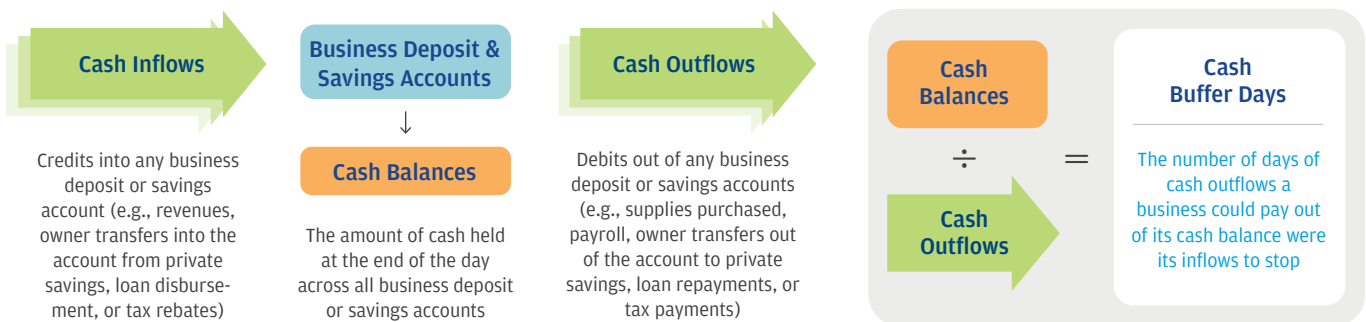 Cash Inflows
Credits into any business
deposit or savings
account (e.g., revenues,
owner transfers into the
account from private
savings, loan disburse-
ment, or tax rebates)
Business Deposit &
Savings Accounts
↓
Cash Balances
The amount of cash held
at the end of the day
across all business deposit
or savings accounts
Cash Outflows
Debits out of any business
deposit or savings accounts
(e.g., supplies purchased,
payroll, owner transfers out
of the account to private
savings, loan repayments, or
tax payments)
Cash
Balances
÷
Cash
Outflows
=
Cash
Buffer Days
The number of days of
cash outflows a
business could pay out
of its cash balance were
its inflows to stop